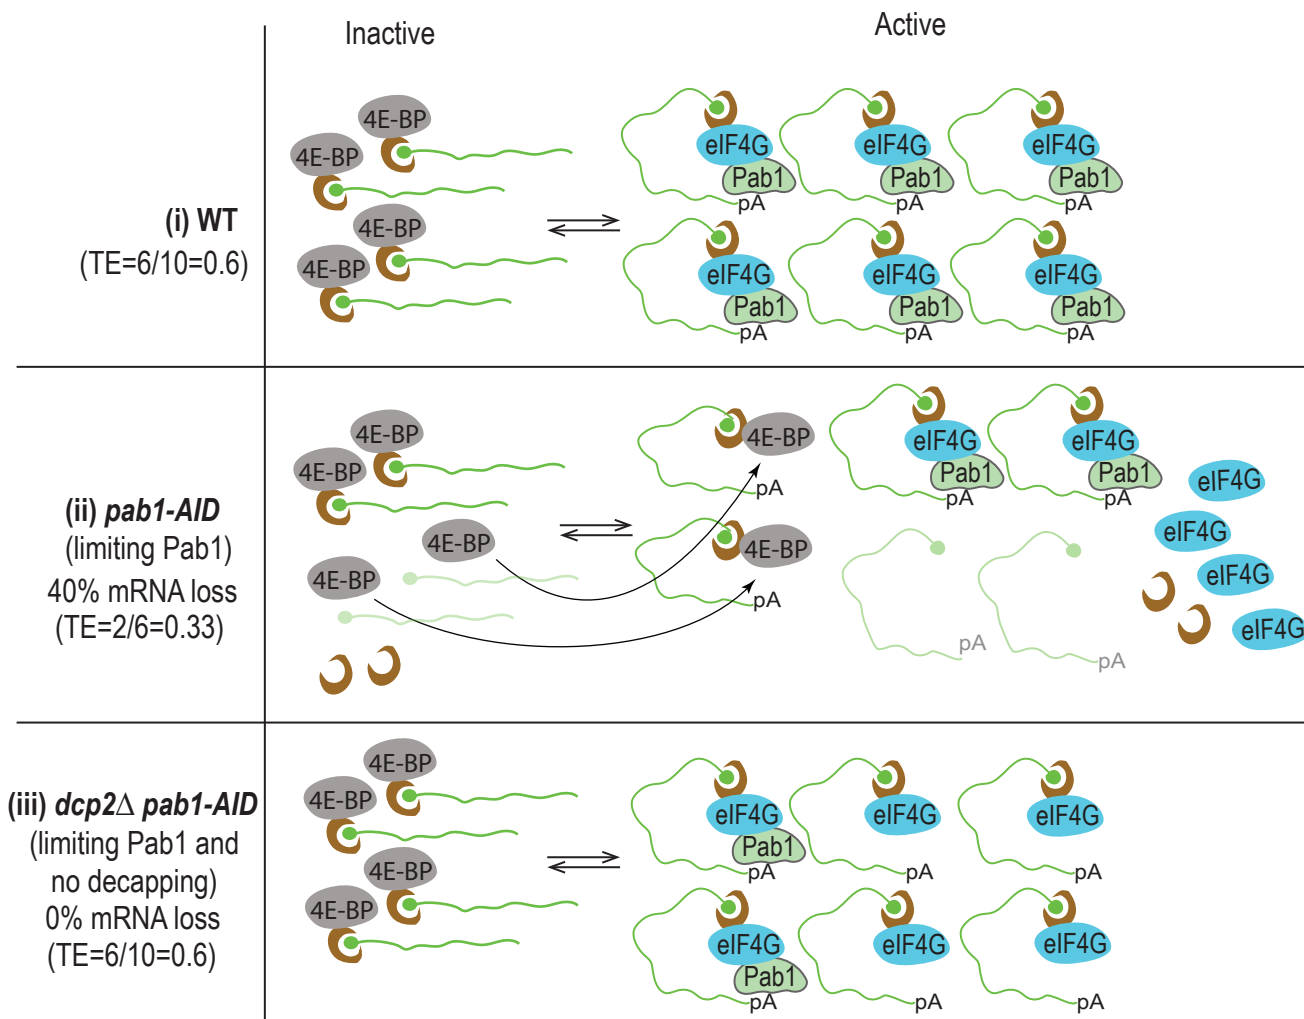 Inactive
Active
(i) WT
(TE=6/10=0.6)
4E-BP
4E-BP
4E-BP
4E-BP
eIF4G
Pab1
pA
eIF4G
Pab1
pA
eIF4G
Pab1
pA
eIF4G
Pab1
pA
eIF4G
Pab1
pA
eIF4G
Pab1
pA
(ii) pab1-AID
(limiting Pab1)
40% mRNA loss
(TE=2/6=0.33)
4E-BP
4E-BP
4E-BP
4E-BP
4E-BP
pA
4E-BP
pA
eIF4G
Pab1
pA
eIF4G
Pab1
pA
pA
pA
eIF4G
eIF4G
eIF4G
eIF4G
(iii) dcp2Δ pab1-AID
(limiting Pab1 and
no decapping)
0% mRNA loss
(TE=6/10=0.6)
4E-BP
4E-BP
4E-BP
4E-BP
eIF4G
Pab1
pA
eIF4G
pA
eIF4G
pA
eIF4G
Pab1
pA
eIF4G
pA
eIF4G
pA